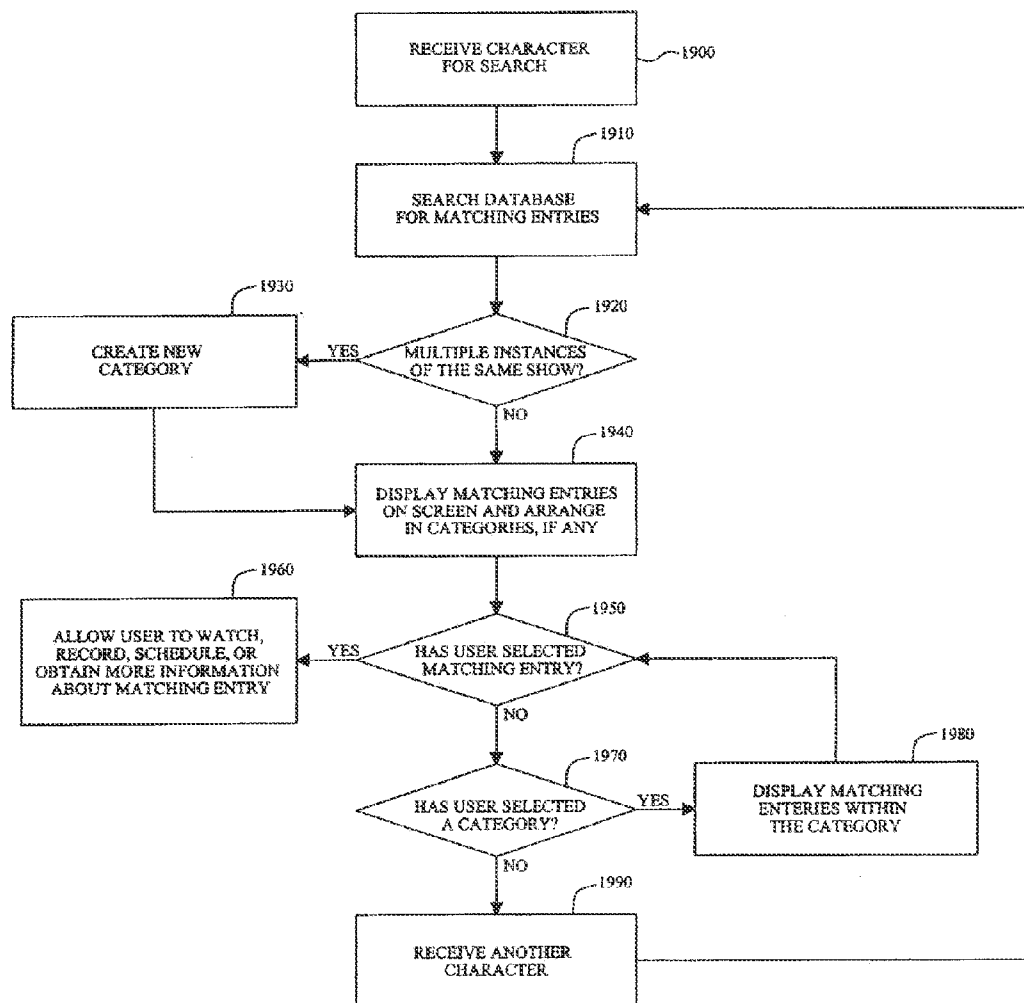 RECEIVE CHARACTER
FOR SEARCH
1900
1910
SEARCH DATABASE
FOR MATCHING ENTRIES
1930
CREATE NEW
CATEGORY
YES
1920
MULTIPLE INSTANCES
OF THE SAME SHOW?
NO
1940
DISPLAY MATCHING ENTRIES
ON SCREEN AND ARRANGE
IN CATEGORIES, IF ANY
1960
ALLOW USER TO WATCH,
RECORD, SCHEDULE, OR
OBTAIN MORE INFORMATION
ABOUT MATCHING ENTRY
YES
1950
HAS USER SELECTED
MATCHING ENTRY?
NO
1970
HAS USER SELECTED
A CATEGORY?
YES
1980
DISPLAY MATCHING
ENTERIES WITHIN
THE CATEGORY
NO
1990
RECEIVE ANOTHER
CHARACTER